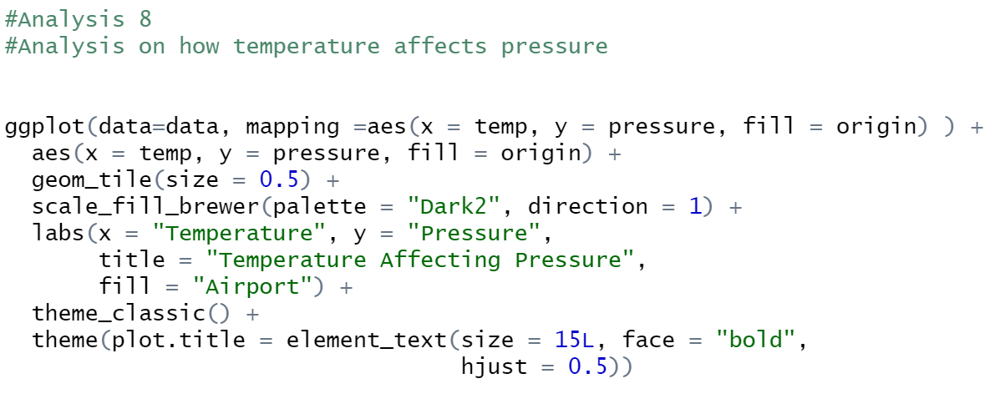 #Analysis 8
#Analysis on how temperature affects pressure
ggplot(data=data, mapping =aes(x = temp, y = pressure, fill = origin) ) +
  aes(x = temp, y = pressure, fill = origin) +
  geom_tile(size = 0.5) +
  scale_fill_brewer(palette = "Dark2", direction = 1) +
  labs(x = "Temperature", y = "Pressure",
       title = "Temperature Affecting Pressure",
       fill = "Airport") +
  theme_classic() +
  theme(plot.title = element_text(size = 15L, face = "bold",
                                  hjust = 0.5))